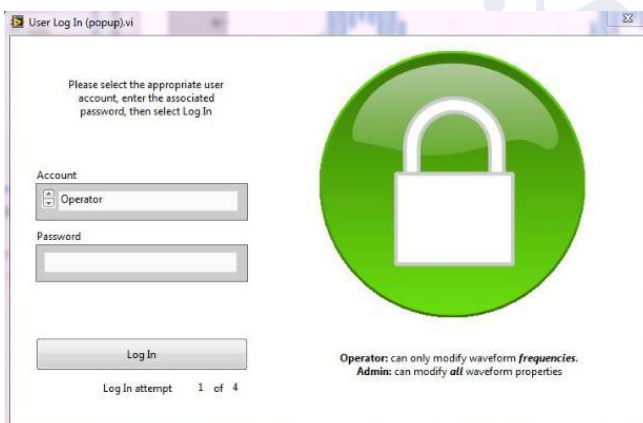 User Log In (popup).vi
Please select the appropriate user
account, enter the associated
password, then select Log In
Account
Operator
Password
Log In
Log In attempt 1 of 4
Operator: can only modify waveform frequencies.
Admin: can modify all waveform properties